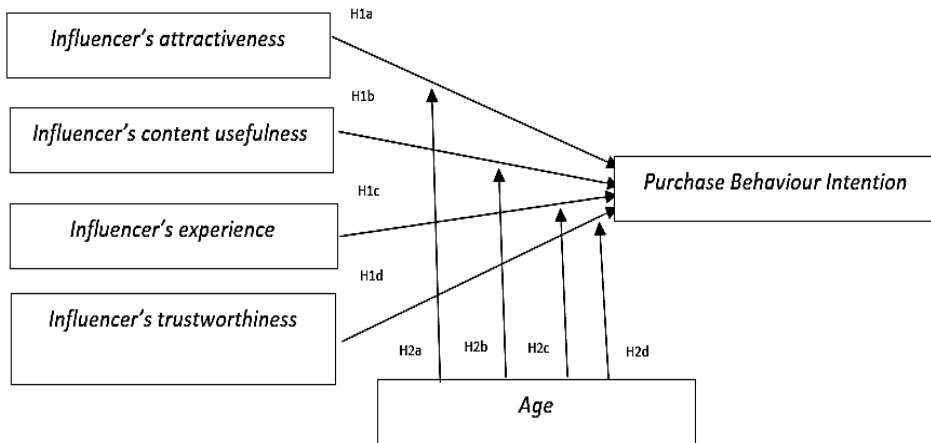 H1a
Influencer's attractiveness
H1b
Influencer's content usefulness
Purchase Behaviour Intention
H1c
Influencer's experience
H1d
Influencer's trustworthiness
H2a
H2b
H2c
H2d
Age